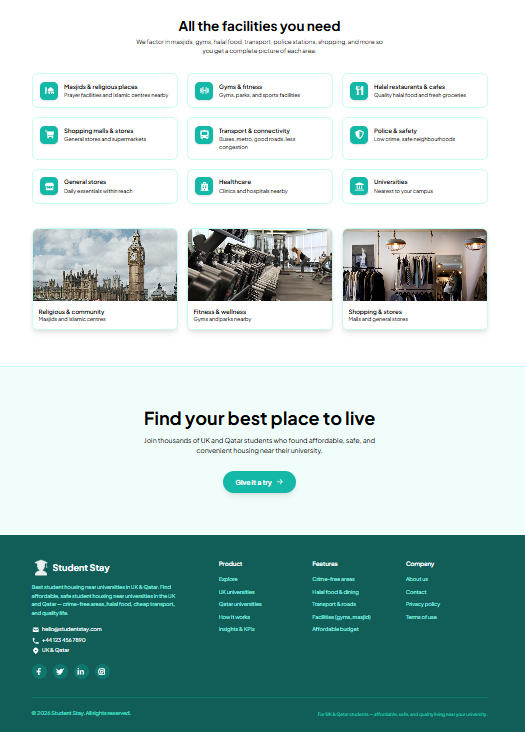 All the facilities you need
We factor in masjids, gyms, halal food, transport, police stations, shopping, and more so
you get a complete picture of each area.
Masjids & religious places
Prayer facilities and Islamic centres nearby
Gyms & fitness
Gyms, parks, and sports facilities
Halal restaurants & cafes
Quality halal food and fresh groceries
Shopping malls & stores
General stores and supermarkets
Transport & connectivity
Buses, metro, good roads, less
congestion
Police & safety
Low crime, safe neighbourhoods
General stores
Daily essentials within reach
Healthcare
Clinics and hospitals nearby
Universities
Nearest to your campus
Religious & community
Masjids and Islamic centres
Fitness & wellness
Gyms and parks nearby
Shopping & stores
Malls and general stores
Find your best place to live
Join thousands of UK and Qatar students who found affordable, safe, and
convenient housing near their university.
Give it a try →
Student Stay
Best student housing near universities in UK & Qatar. Find
affordable, safe student housing near universities in the UK
and Qatar — crime-free areas, halal food, cheap transport,
and quality life.
hello@studentstay.com
+44 123 456 7890
UK & Qatar
Product
Explore
UK universities
Qatar universities
How it works
Insights & KPIs
Features
Crime-free areas
Halal food & dining
Transport & roads
Facilities (gyms, masjid)
Affordable budget
Company
About us
Contact
Privacy policy
Terms of use
© 2026 Student Stay. All rights reserved.
For UK & Qatar students — affordable, safe, and quality living near your university.